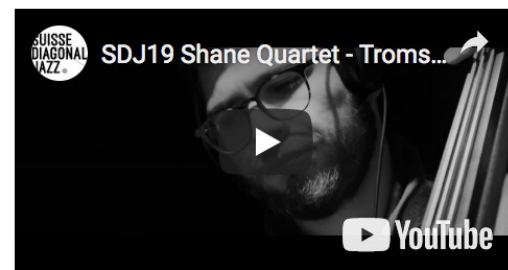 SUISSE
DIAGONAL
JAZZ
SDJ19 Shane Quartet - Troms...
YouTube